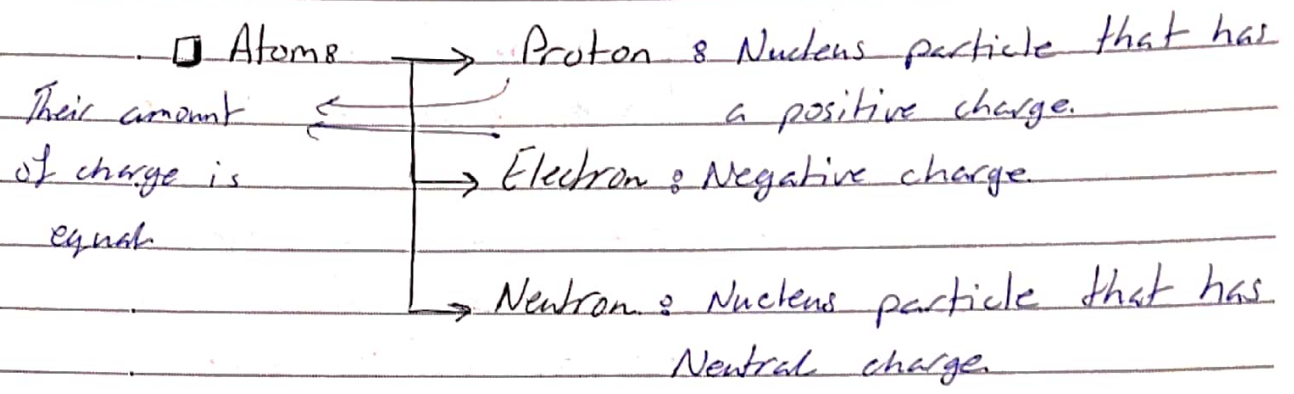 Atoms → Proton : Nucleus particle that has
Their amount
a positive charge.
of charge is
→ Electron : Negative charge.
equal.
→ Neutron : Nucleus particle that has
Neutral charge.